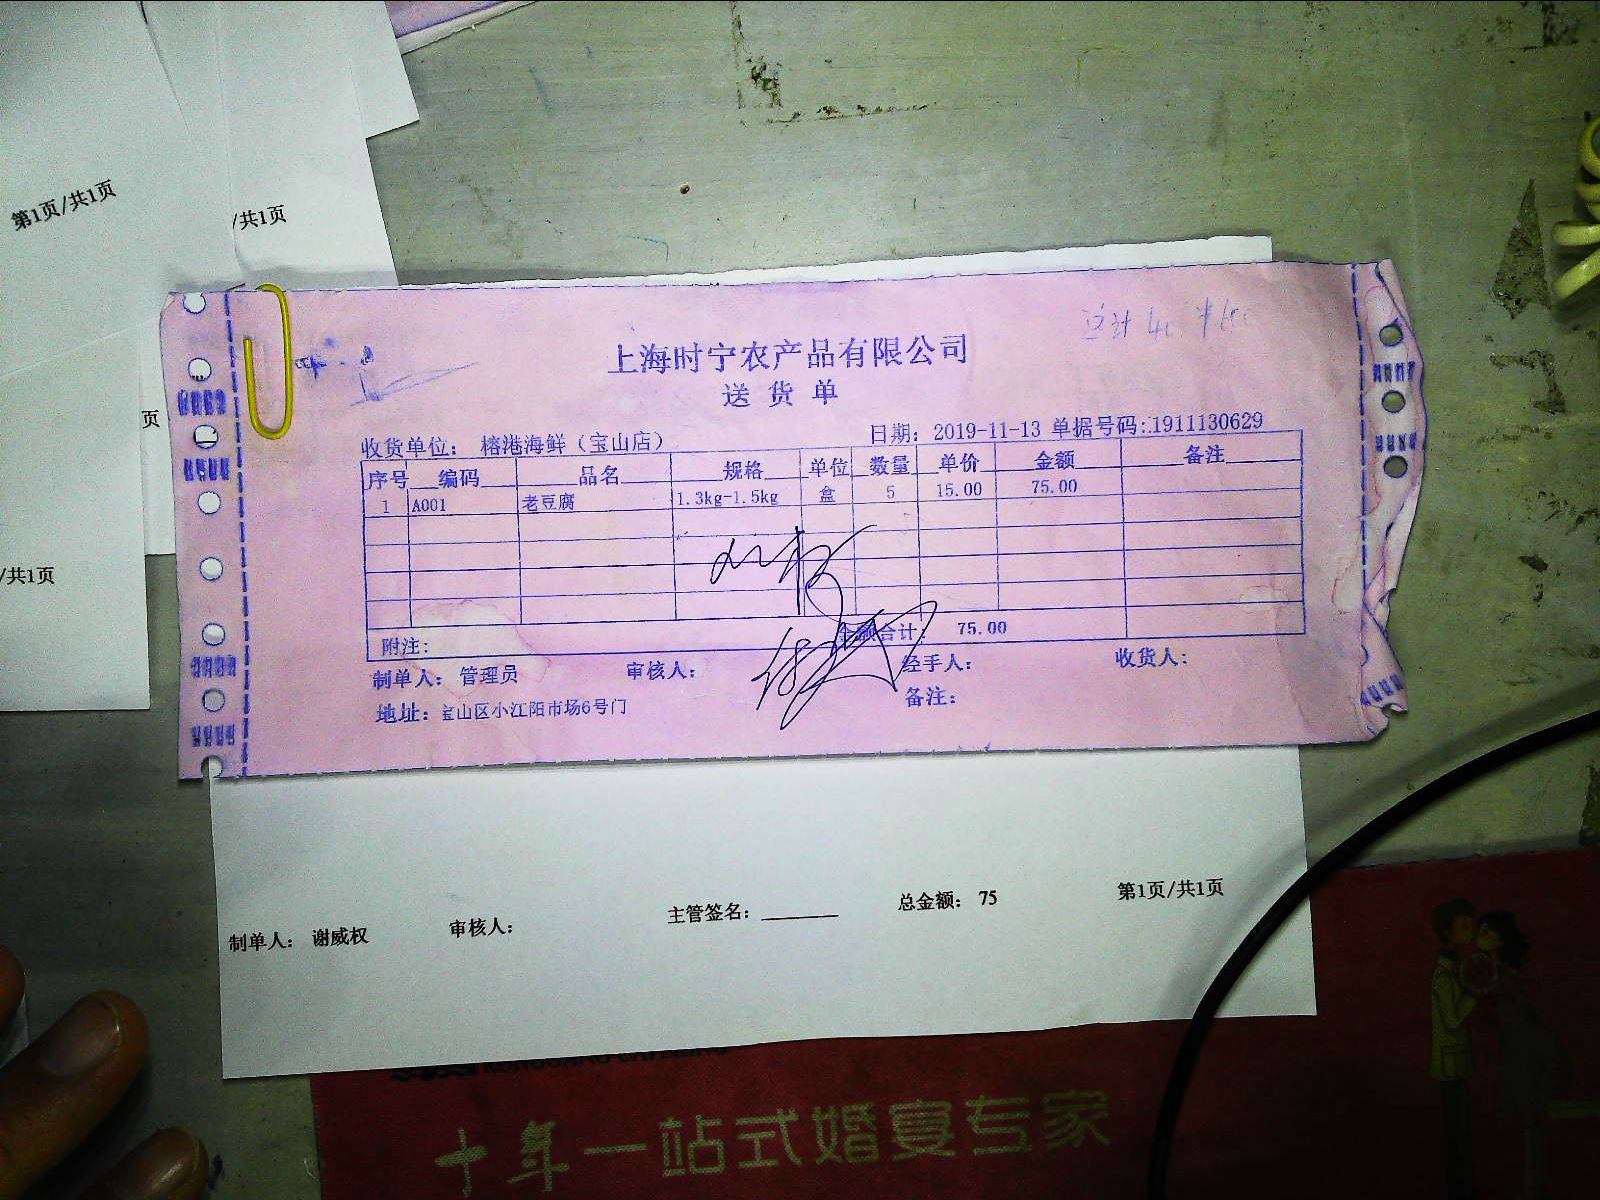 第1页/共1页
/共1页
页
/共1页
上海时宁农产品有限公司
送货单
收货单位: 榕港海鲜（宝山店） 日期: 2019-11-13 单据号码:1911130629
序号 编码 品名 规格 单位 数量 单价 金额 备注
1 A001 老豆腐 1.3kg-1.5kg 盒 5 15.00 75.00
附注: 金额合计: 75.00
制单人: 管理员 审核人: 经手人: 收货人:
地址: 宝山区小江阳市场6号门 备注:
制单人: 谢威权 审核人: 主管签名: 总金额: 75 第1页/共1页
十年一站式婚宴专家